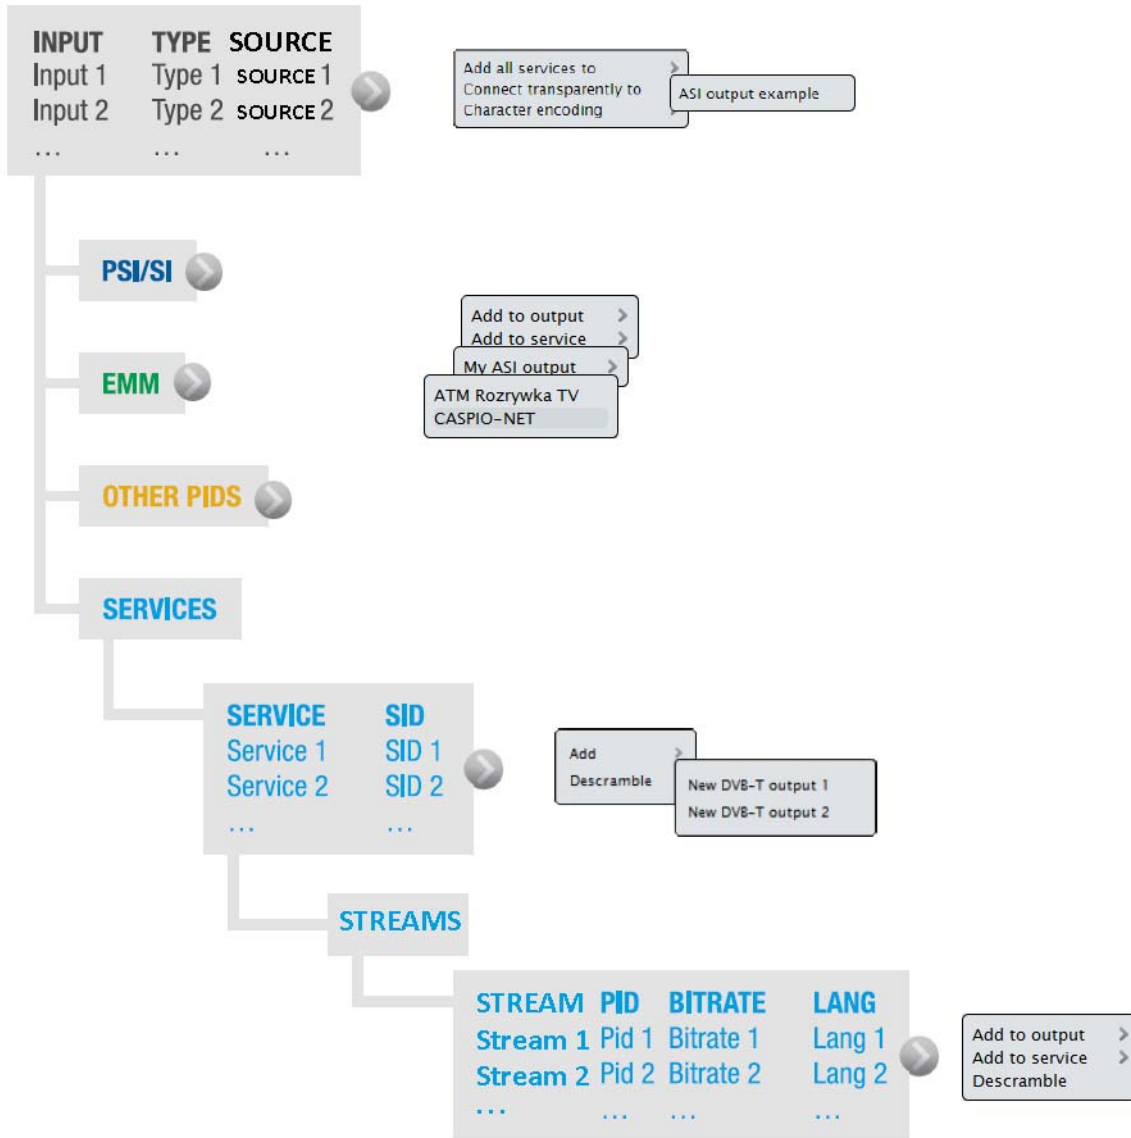 INPUT TYPE SOURCE
Input 1 Type 1 SOURCE 1
Input 2 Type 2 SOURCE 2
... ... ...
Add all services to
Connect transparently to
Character encoding
ASI output example
PSI/SI
Add to output
Add to service
My ASI output
ATM Rozrywka TV
CASPIO-NET
EMM
OTHER PIDS
SERVICES
SERVICE SID
Service 1 SID 1
Service 2 SID 2
... ...
Add
Descramble
New DVB-T output 1
New DVB-T output 2
STREAMS
STREAM PID BITRATE LANG
Stream 1 Pid 1 Bitrate 1 Lang 1
Stream 2 Pid 2 Bitrate 2 Lang 2
... ... ... ...
Add to output
Add to service
Descramble